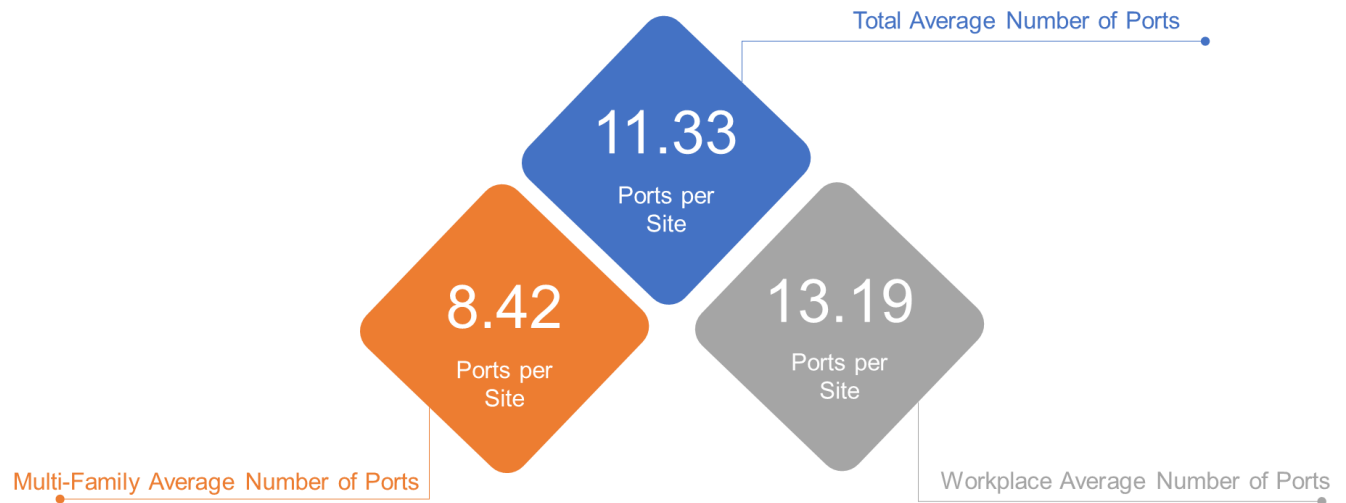 Total Average Number of Ports
11.33
Ports per
Site
8.42
Ports per
Site
13.19
Ports per
Site
Multi-Family Average Number of Ports
Workplace Average Number of Ports